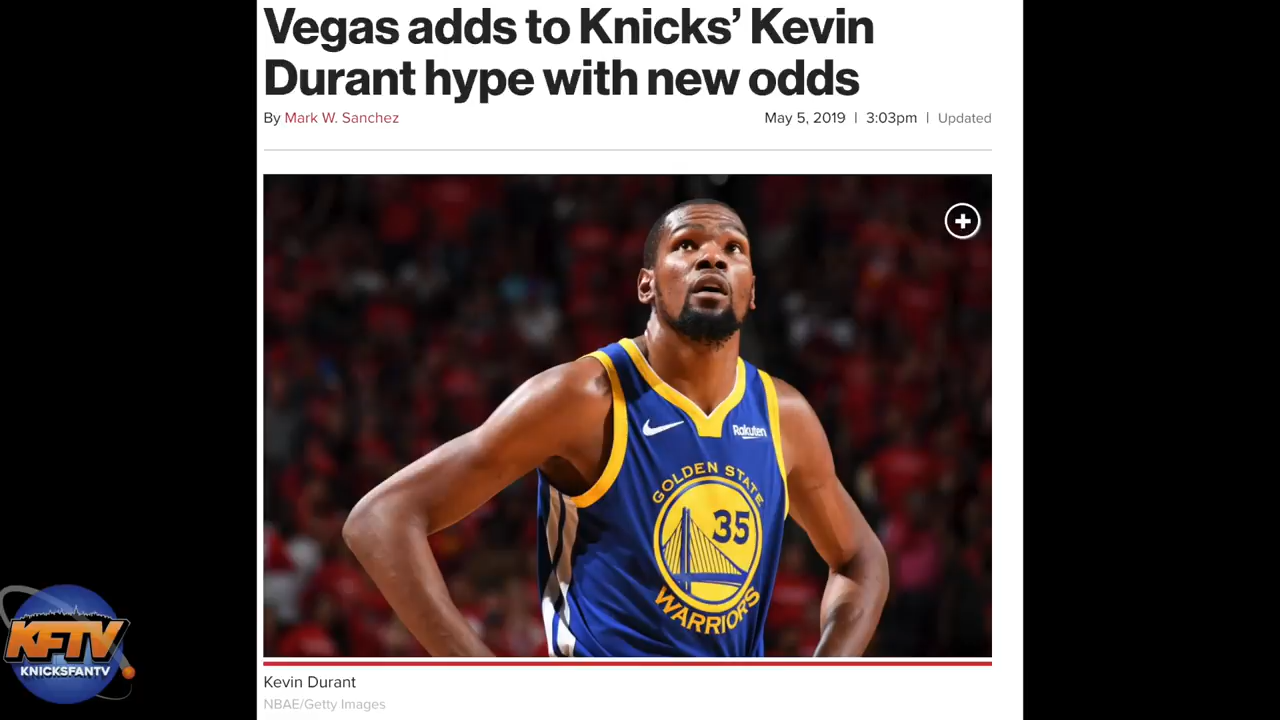 Vegas adds to Knicks’ Kevin
Durant hype with new odds
By Mark W. Sanchez
May 5, 2019 | 3:03pm | Updated
Rakuten
GOLDEN STATE
35
WARRIORS
KFTV
KNICKSFANTV
Kevin Durant
NBAE/Getty Images